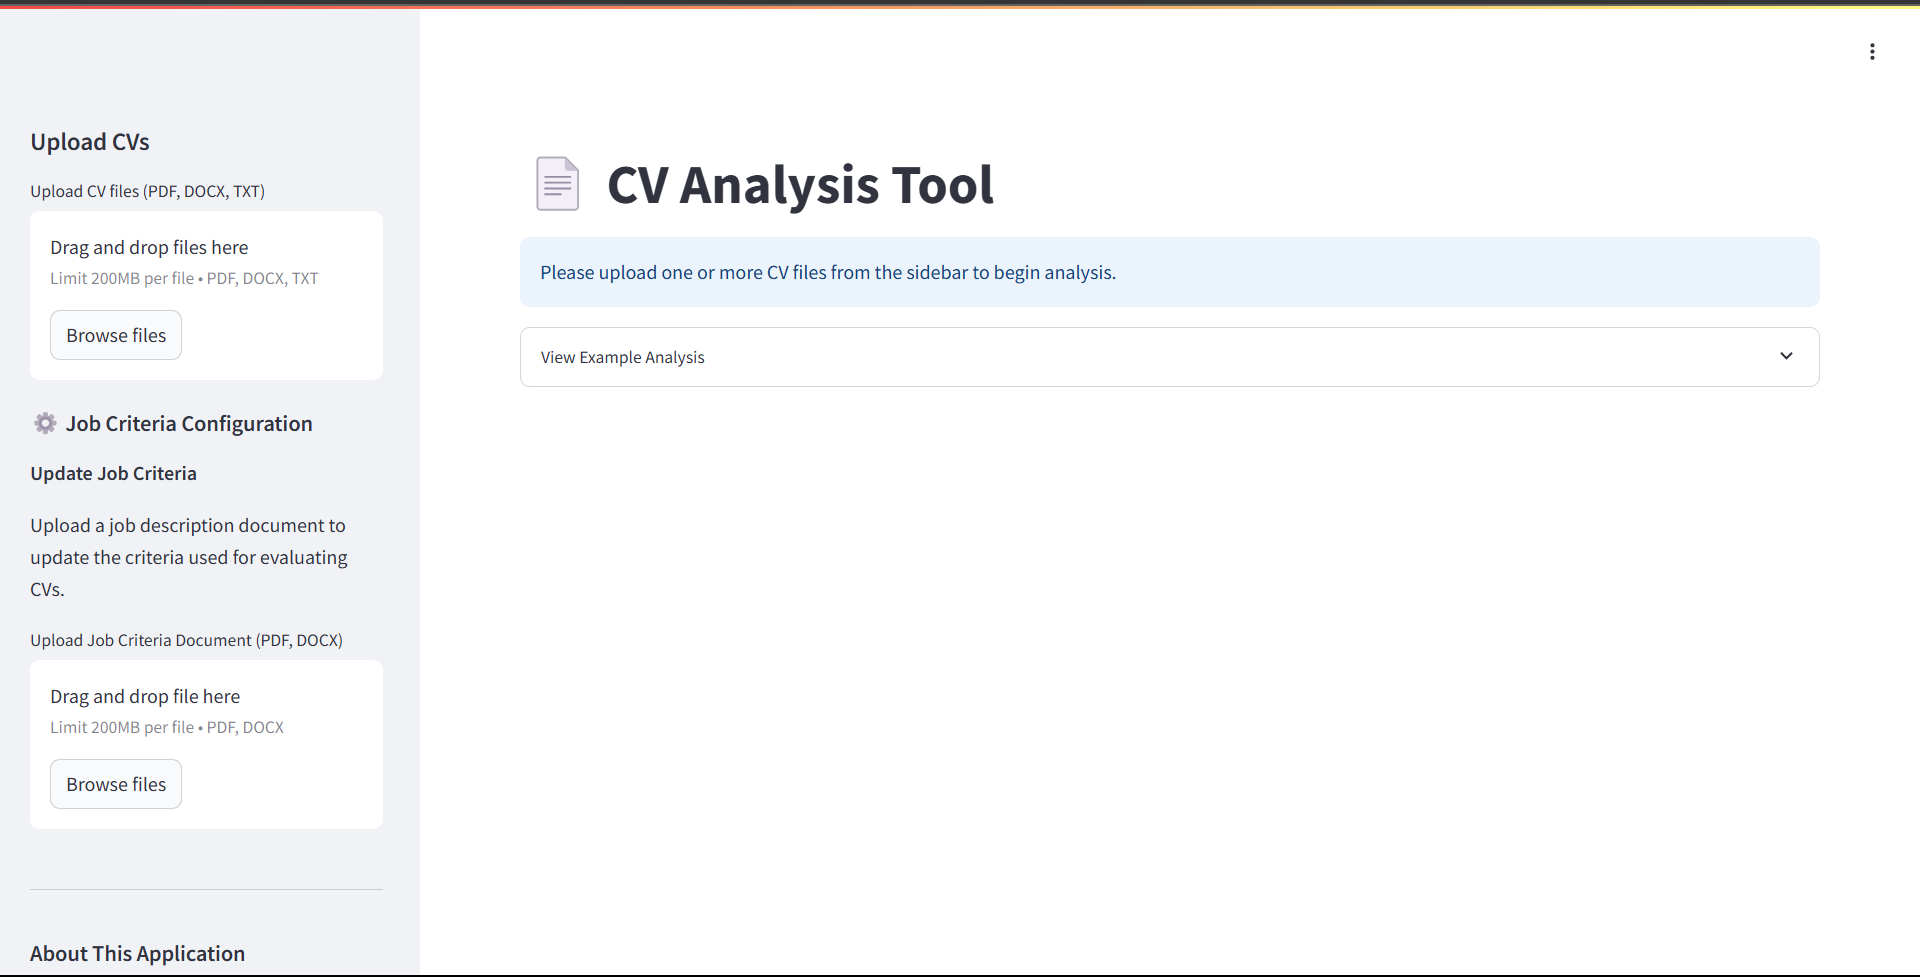 Upload CVs
Upload CV files (PDF, DOCX, TXT)
Drag and drop files here
Limit 200MB per file • PDF, DOCX, TXT
Browse files
Job Criteria Configuration
Update Job Criteria
Upload a job description document to
update the criteria used for evaluating
CVs.
Upload Job Criteria Document (PDF, DOCX)
Drag and drop file here
Limit 200MB per file • PDF, DOCX
Browse files
About This Application
CV Analysis Tool
Please upload one or more CV files from the sidebar to begin analysis.
View Example Analysis